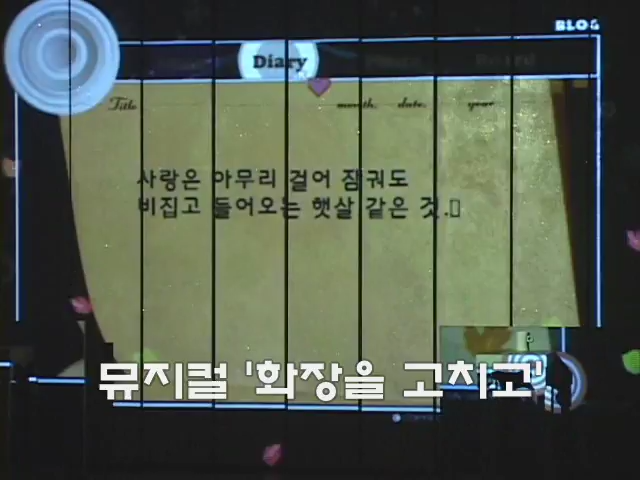 BLOG
Diary
Title month. date. year
사랑은 아무리 걸어 잠궈도
비집고 들어오는 햇살 같은 것.
뮤지컬 '화장을 고치고'